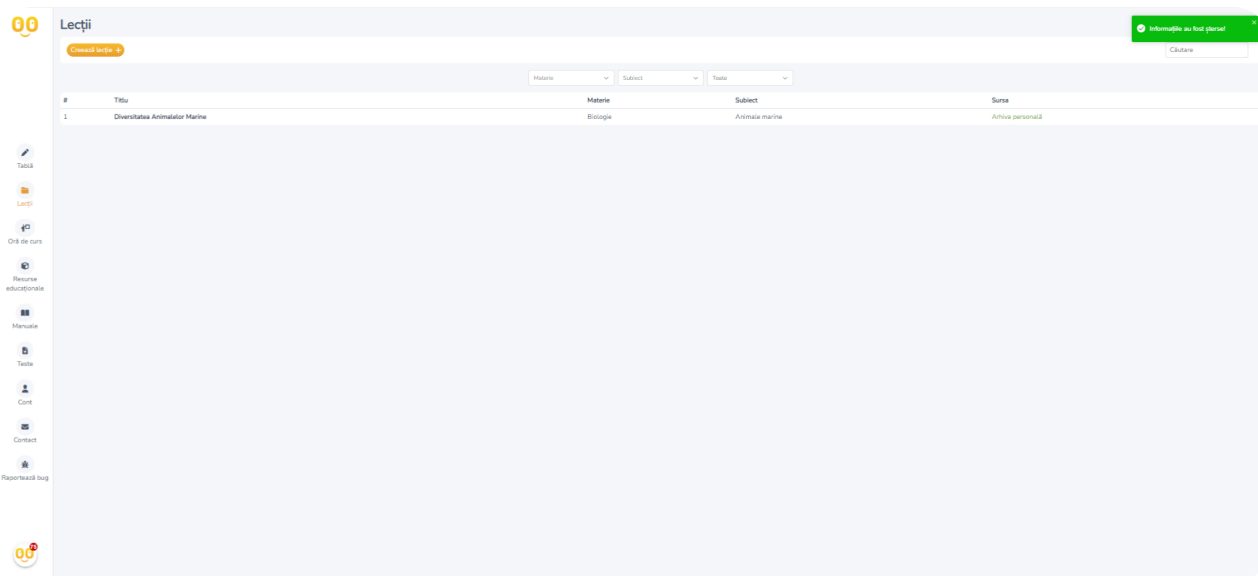 Lecții
Informațiile au fost șterse!
×
Creează lecție +
Căutare
Materie
Subiect
Toate
# Titlu Materie Subiect Sursa
1 Diversitatea Animalelor Marine Biologie Animale marine Arhiva personală
Tablă
Lecții
Oră de curs
Resurse
educaționale
Manuale
Teste
Cont
Contact
Raportează bug